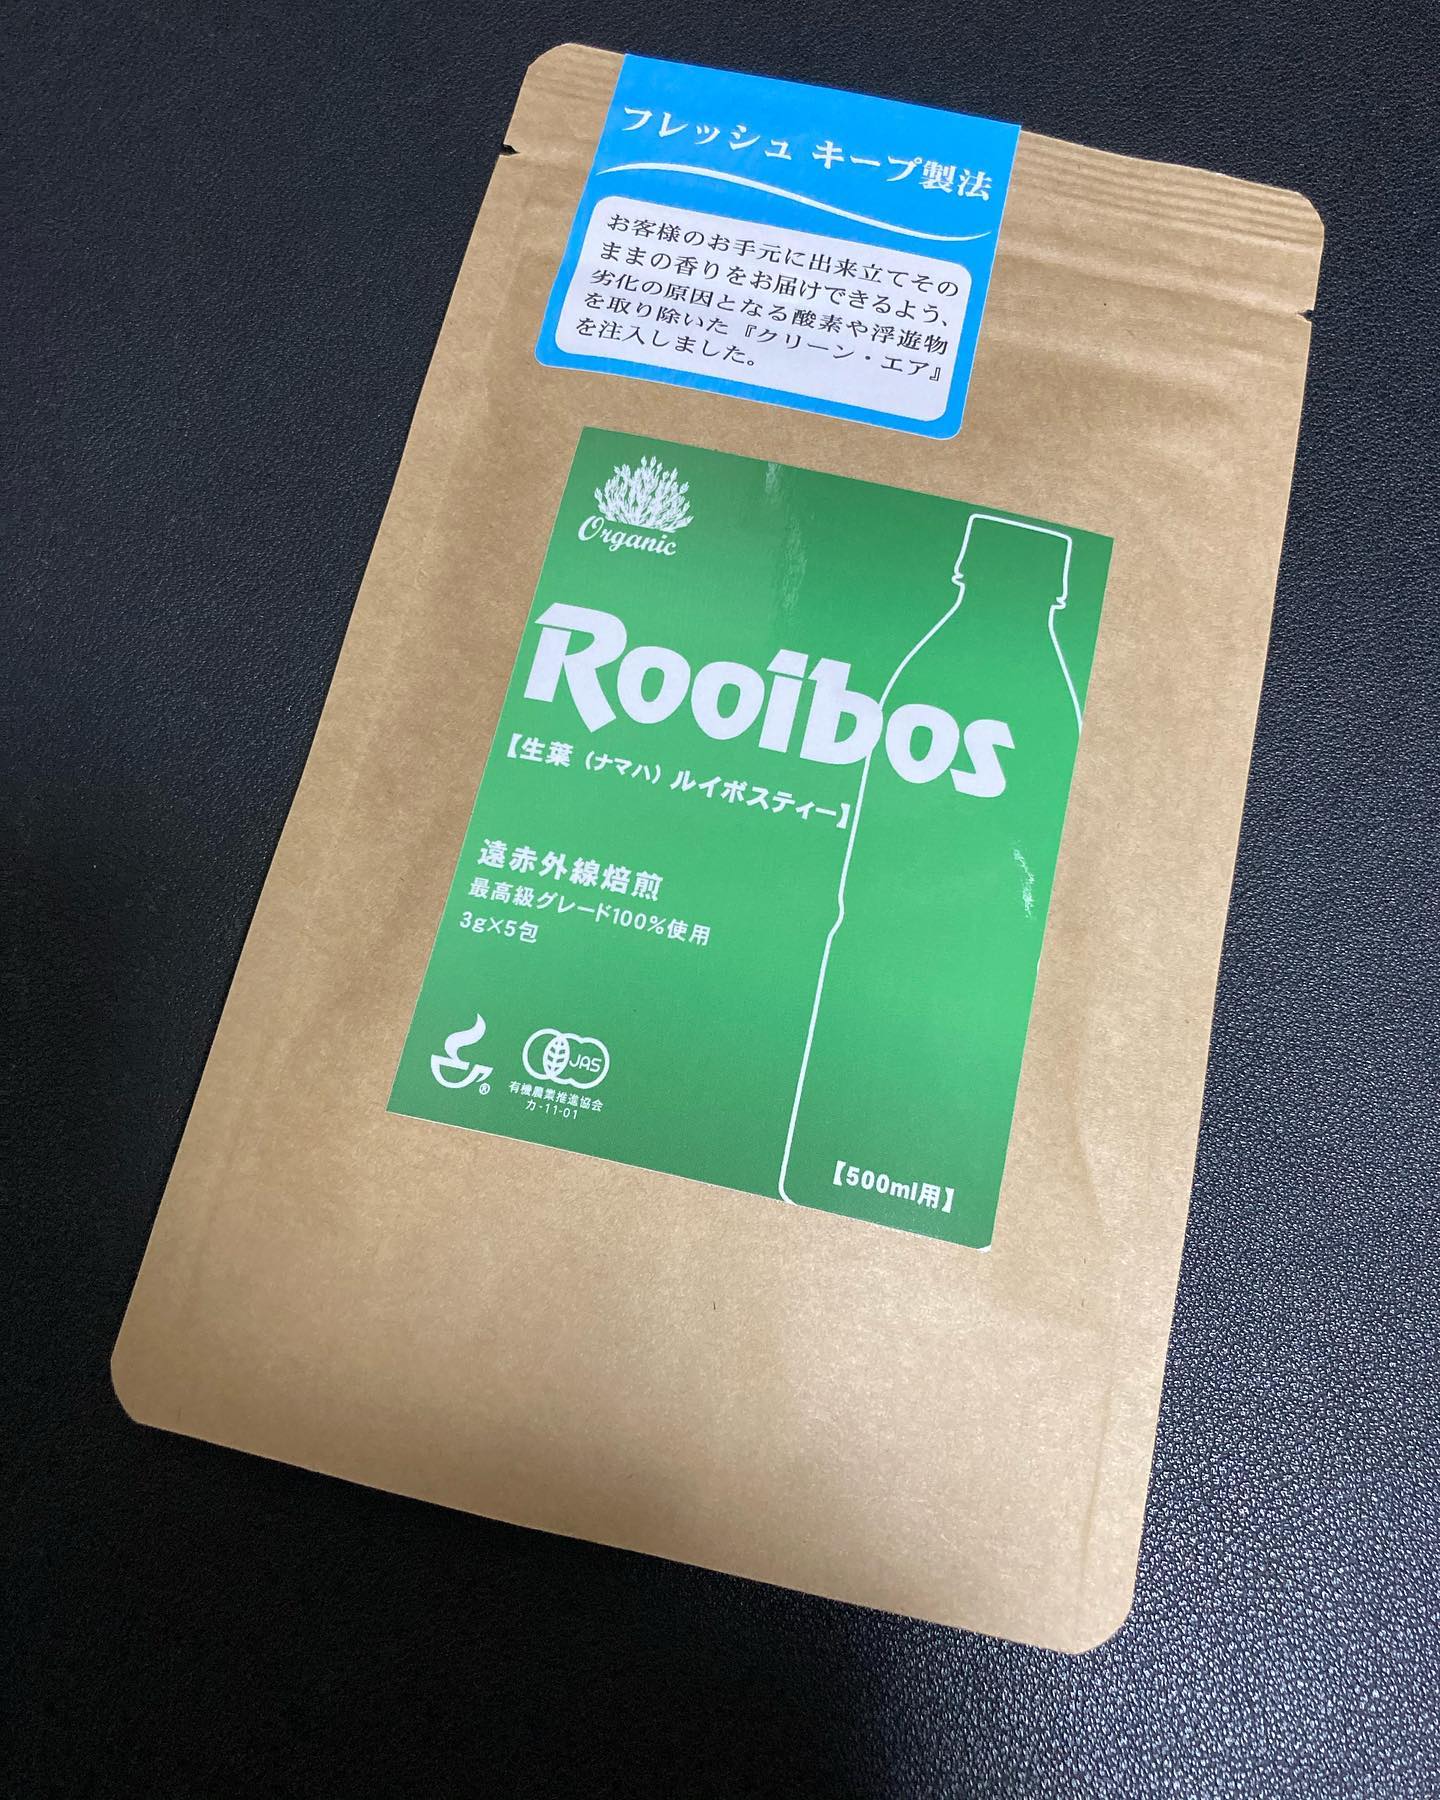 フレッシュ キープ製法
お客様のお手元に出来立てその
ままの香りをお届けできるよう、
劣化の原因となる酸素や浮遊物
を取り除いた『クリーン・エア』
を注入しました。
Organic
Rooibos
【生葉（ナマハ）ルイボスティー】
遠赤外線焙煎
最高級グレード100%使用
3g×5包
®
JAS
有機農業推進協会
カ-11-01
【500ml用】